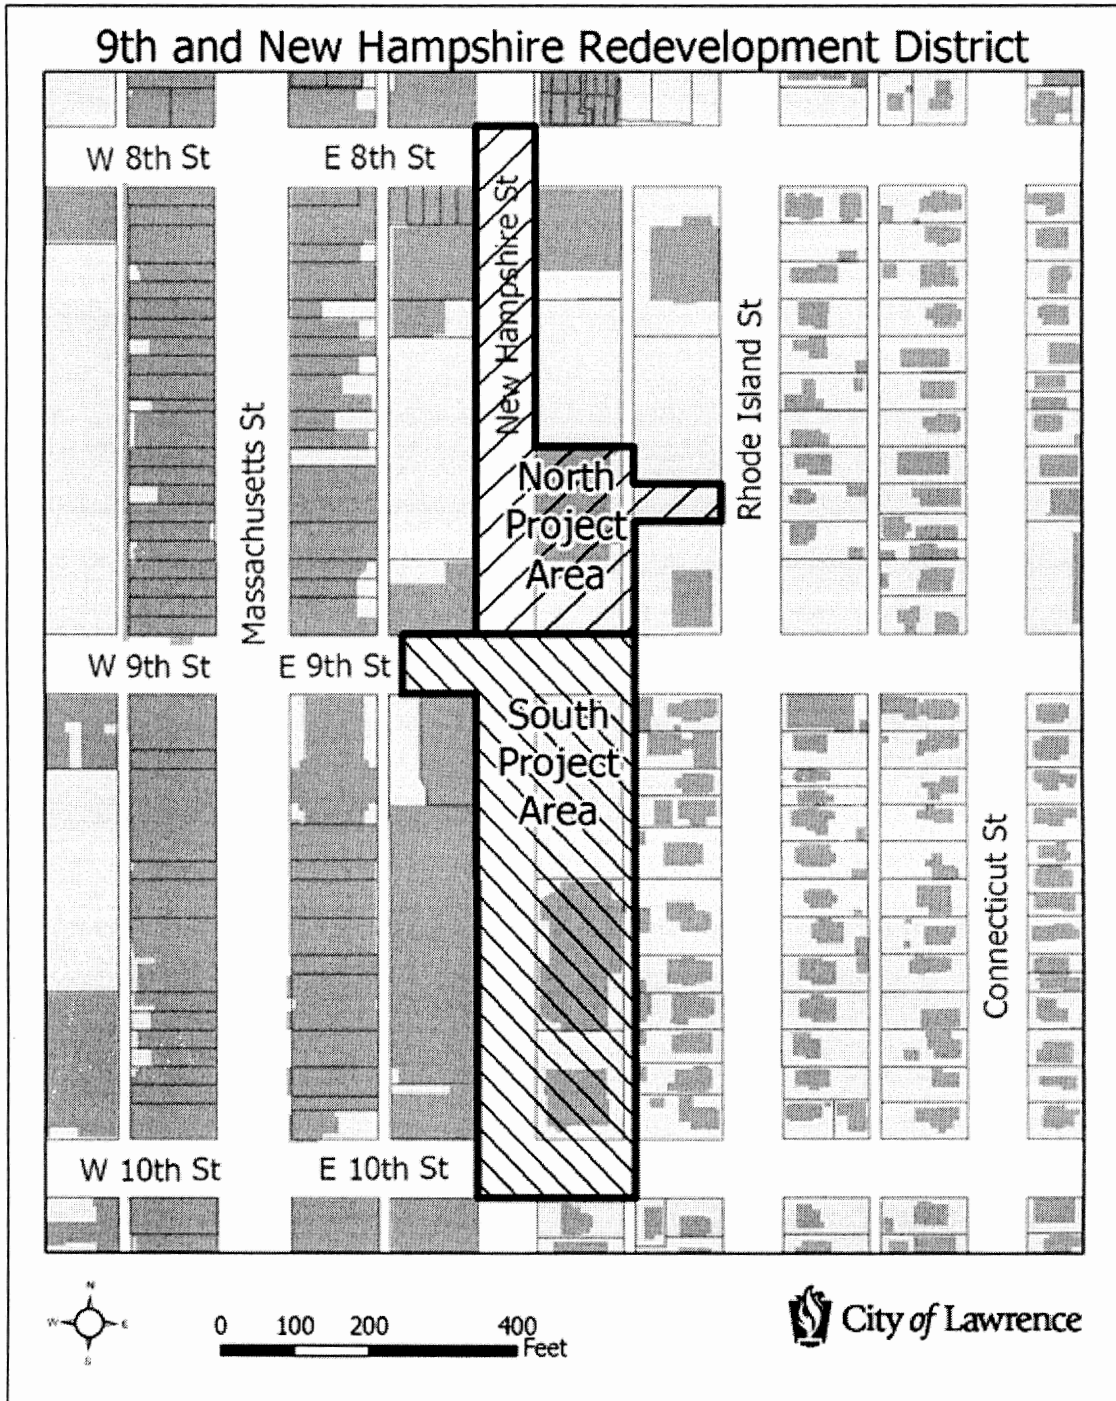 9th and New Hampshire Redevelopment District
W 8th St
E 8th St
New Hampshire St
Massachusetts St
Rhode Island St
North
Project
Area
W 9th St
E 9th St
South
Project
Area
Connecticut St
W 10th St
E 10th St
N
W
E
S
0 100 200 400
Feet
City of Lawrence